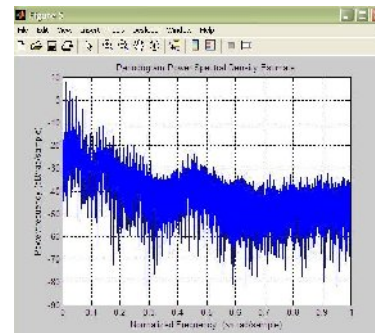 Figure 2
File Edit View Insert Tools Desktop Window Help
Periodogram Power Spectral Density Estimate
Power/frequency (dB/rad/sample)
10
0
-10
-20
-30
-40
-50
-60
-70
-80
-90
0 0.1 0.2 0.3 0.4 0.5 0.6 0.7 0.8 0.9 1
Normalized Frequency (×π rad/sample)